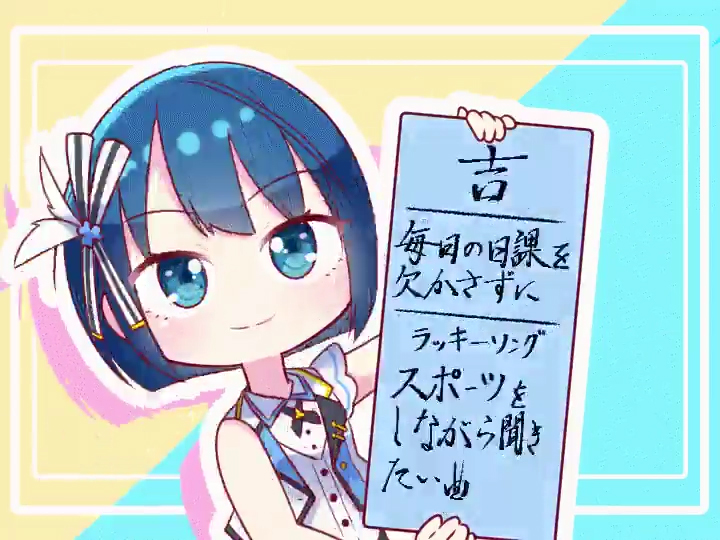 吉
毎日の日課を
欠かさずに
ラッキーソング
スポーツを
しながら聞き
たい曲